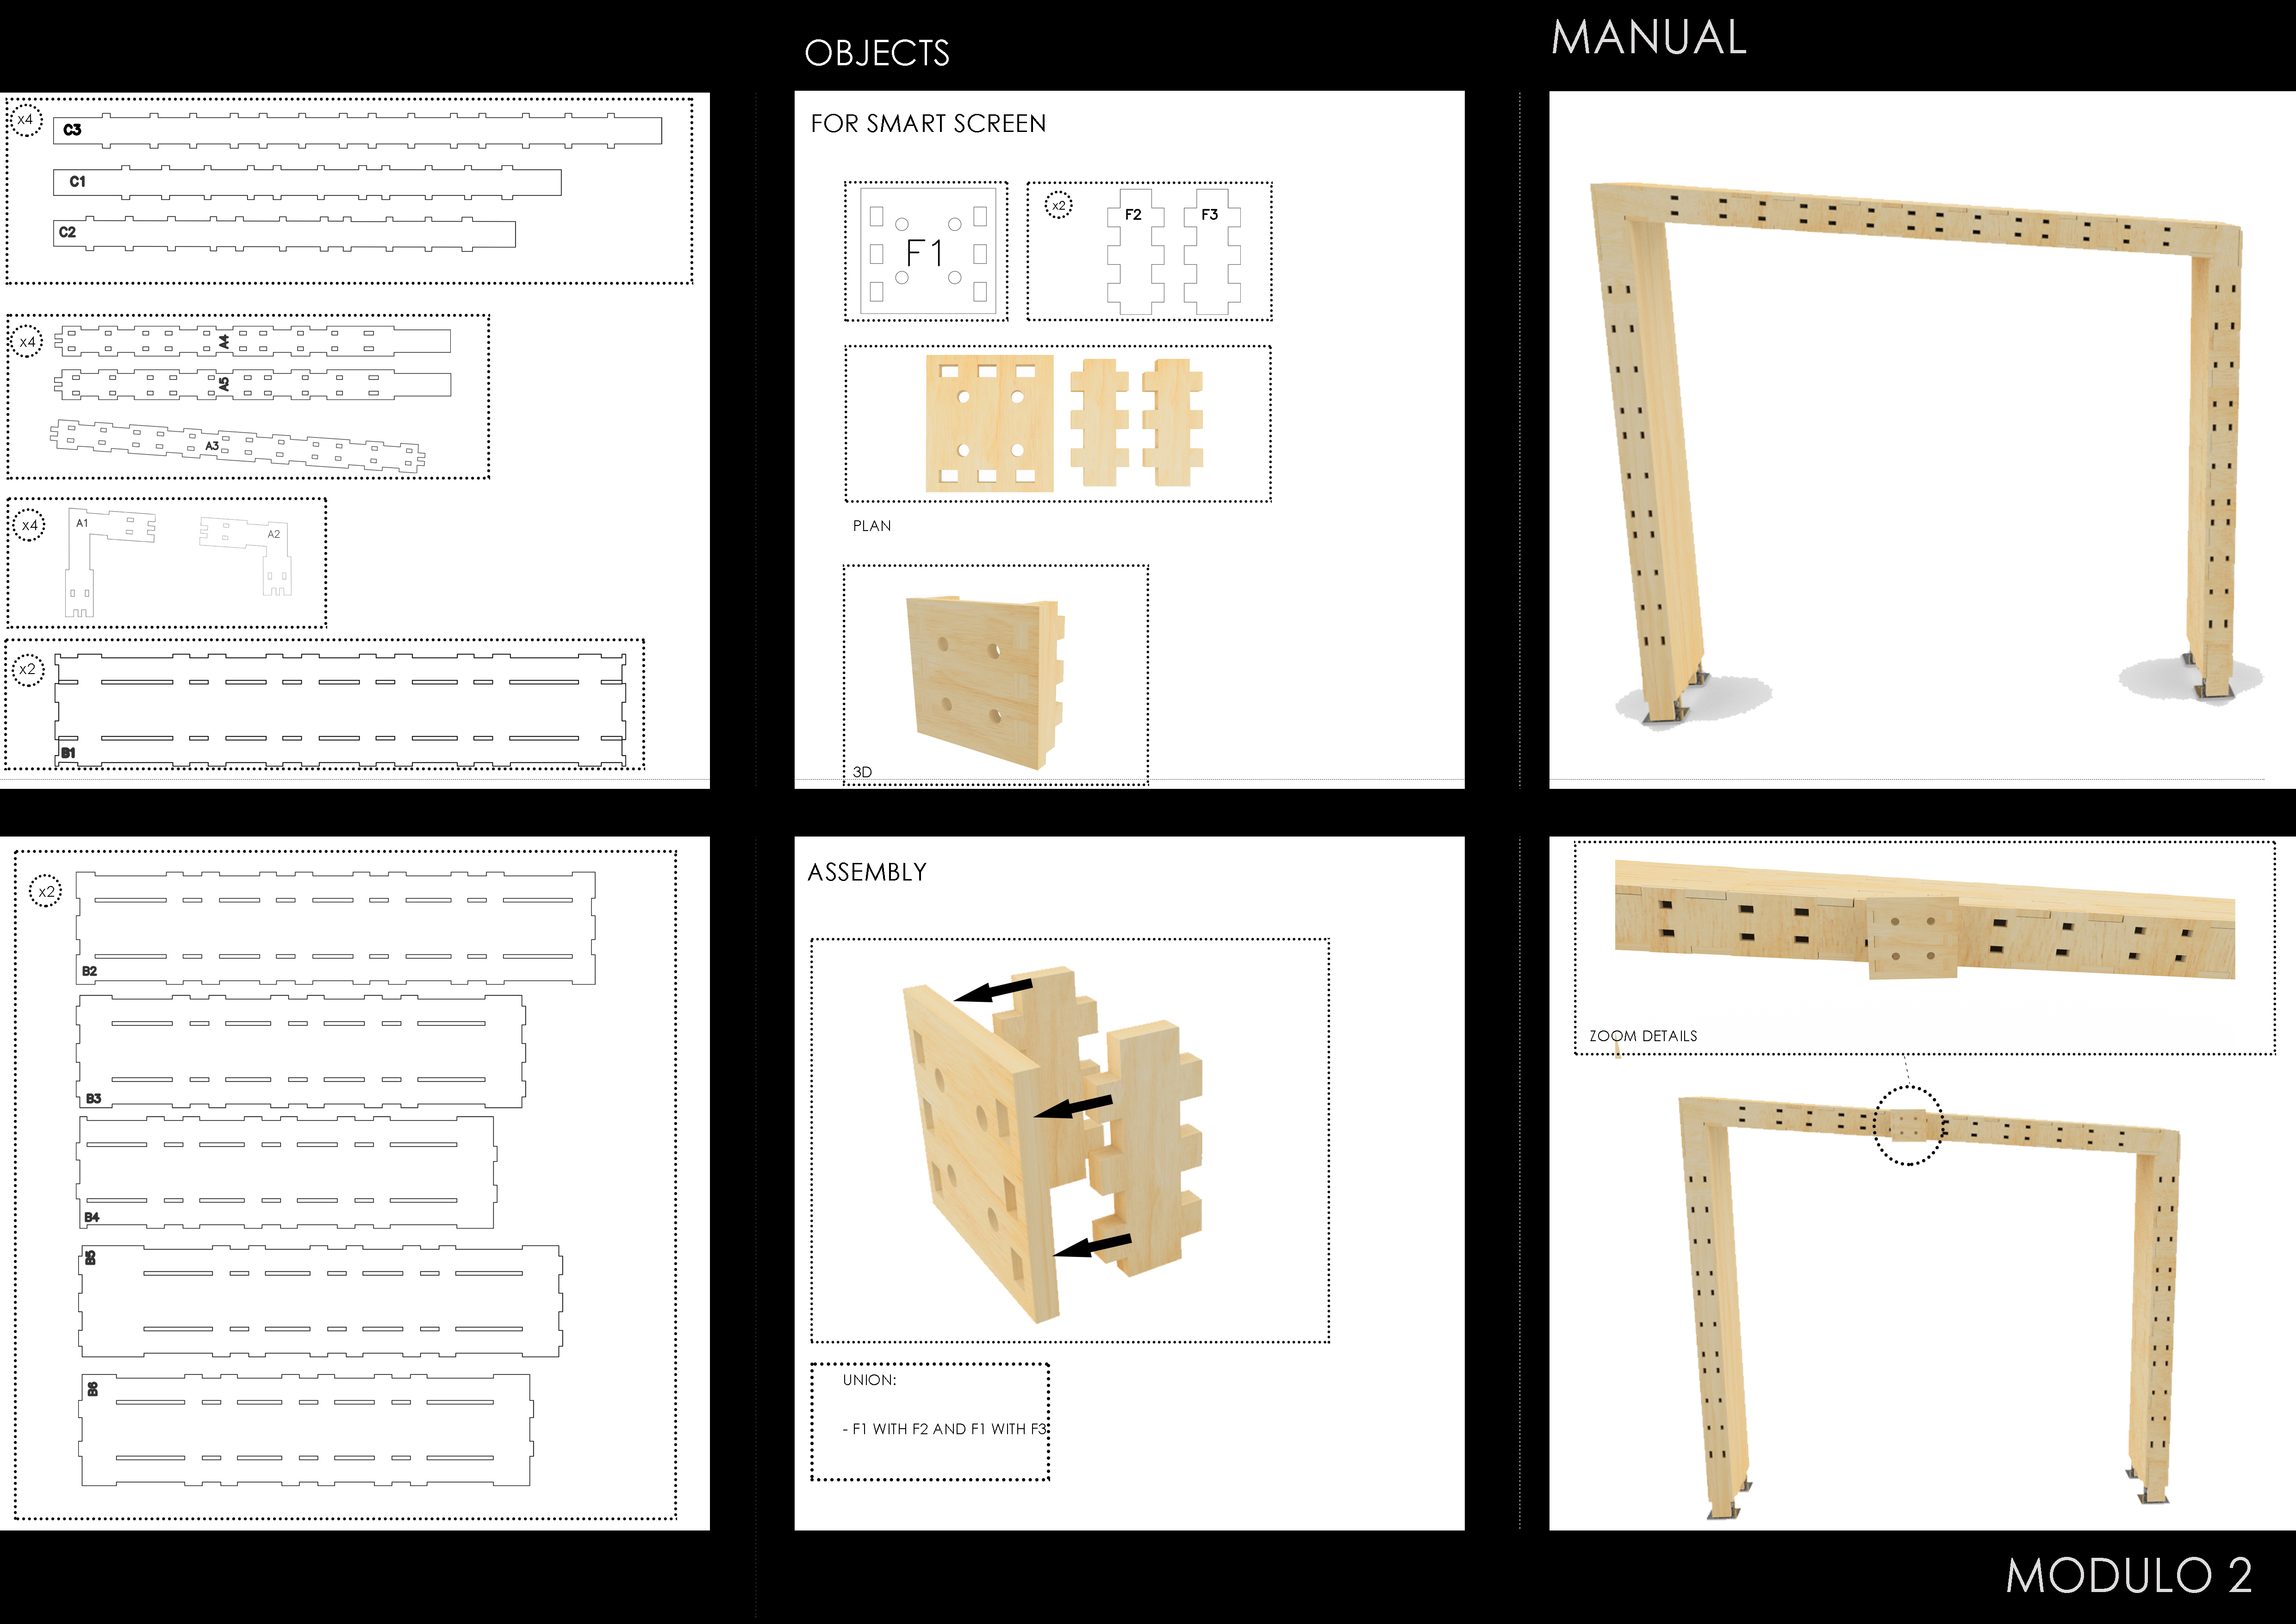 OBJECTS
MANUAL
x4
C3
C1
C2
x4
A4
A5
A3
x4
A1
A2
x2
B1
FOR SMART SCREEN
F1
x2
F2
F3
PLAN
3D
x2
B2
B3
B4
B5
B6
ASSEMBLY
UNION:
- F1 WITH F2 AND F1 WITH F3
ZOOM DETAILS
MODULO 2